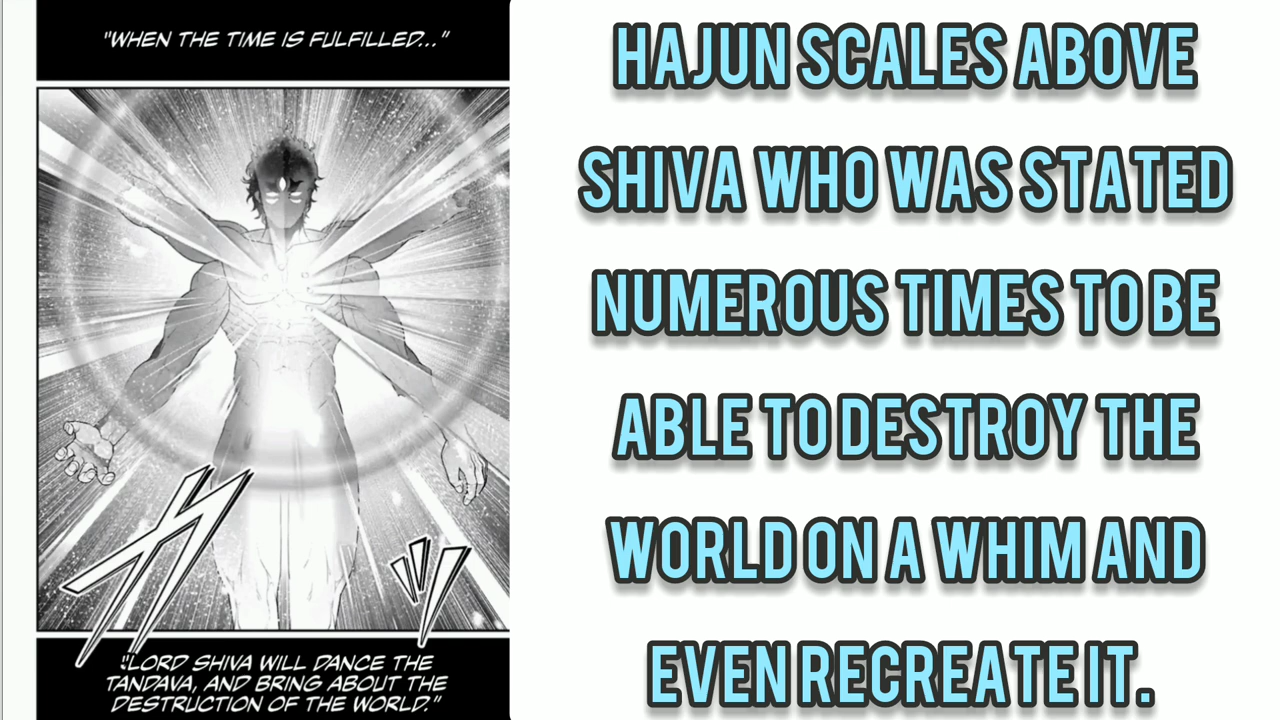 "WHEN THE TIME IS FULFILLED..."
"LORD SHIVA WILL DANCE THE
TANDAVA, AND BRING ABOUT THE
DESTRUCTION OF THE WORLD."
HAJUN SCALES ABOVE
SHIVA WHO WAS STATED
NUMEROUS TIMES TO BE
ABLE TO DESTROY THE
WORLD ON A WHIM AND
EVEN RECREATE IT.